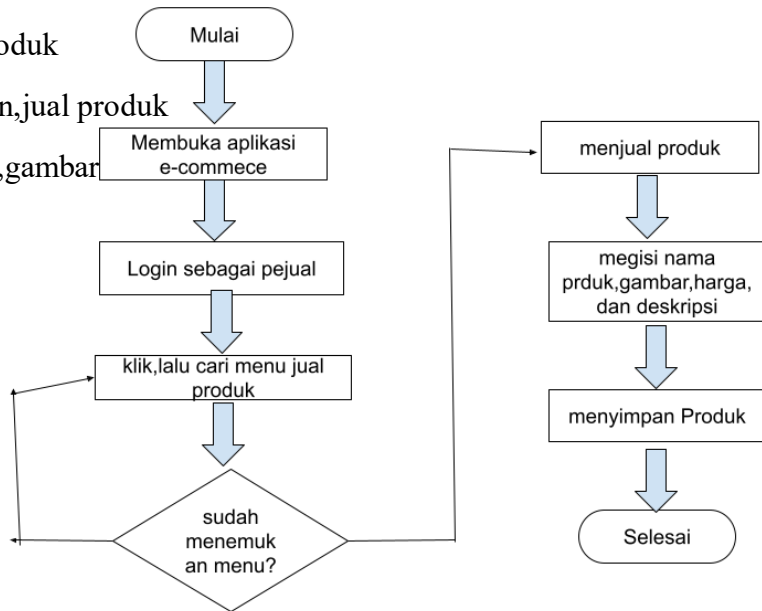 oduk
n,jual produk
,gambar
Mulai
Membuka aplikasi
e-commece
Login sebagai pejual
klik,lalu cari menu jual
produk
sudah
menemuk
an menu?
menjual produk
megisi nama
prduk,gambar,harga,
dan deskripsi
menyimpan Produk
Selesai